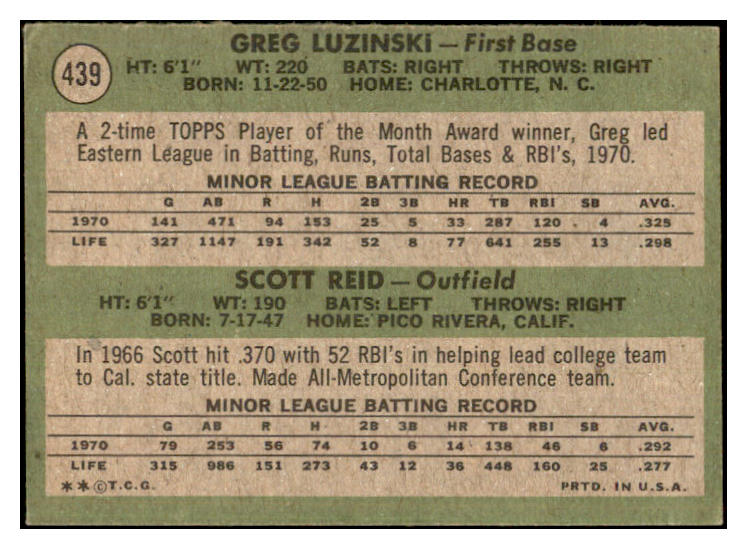 439
GREG LUZINSKI — First Base
HT: 6'1" WT: 220 BATS: RIGHT THROWS: RIGHT
BORN: 11-22-50 HOME: CHARLOTTE, N. C.
A 2-time TOPPS Player of the Month Award winner, Greg led
Eastern League in Batting, Runs, Total Bases & RBI's, 1970.
MINOR LEAGUE BATTING RECORD
G AB R H 2B 3B HR TB RBI SB AVG.
1970 141 471 94 153 25 5 33 287 120 4 .325
LIFE 327 1147 191 342 52 8 77 641 255 13 .298
SCOTT REID — Outfield
HT: 6'1" WT: 190 BATS: LEFT THROWS: RIGHT
BORN: 7-17-47 HOME: PICO RIVERA, CALIF.
In 1966 Scott hit .370 with 52 RBI's in helping lead college team
to Cal. state title. Made All-Metropolitan Conference team.
MINOR LEAGUE BATTING RECORD
G AB R H 2B 3B HR TB RBI SB AVG.
1970 79 253 56 74 10 6 14 138 46 6 .292
LIFE 315 986 151 273 43 12 36 448 160 25 .277
**©T.C.G. PRTD. IN U.S.A.